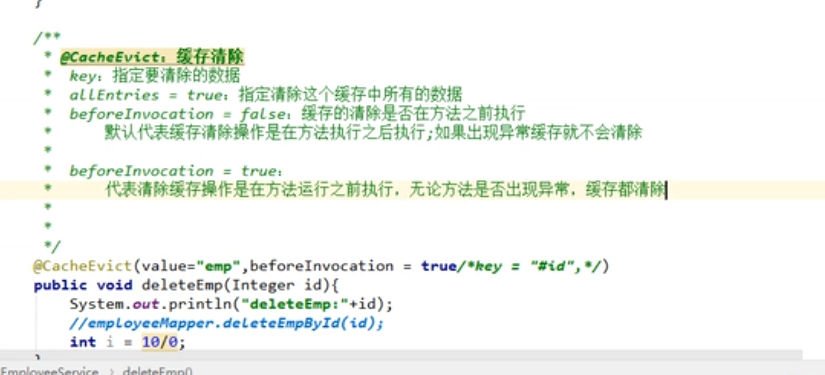 }
/**
 * @CacheEvict：缓存清除
 *  key：指定要清除的数据
 *  allEntries = true：指定清除这个缓存中所有的数据
 *  beforeInvocation = false：缓存的清除是否在方法之前执行
 *      默认代表缓存清除操作是在方法执行之后执行;如果出现异常缓存就不会清除
 *
 *  beforeInvocation = true：
 *      代表清除缓存操作是在方法运行之前执行，无论方法是否出现异常，缓存都清除
 *
 *
 */
@CacheEvict(value="emp",beforeInvocation = true/*key = "#id",*/)
public void deleteEmp(Integer id){
    System.out.println("deleteEmp:"+id);
    //employeeMapper.deleteEmpById(id);
    int i = 10/0;
}
EmployeeService › deleteEmp()